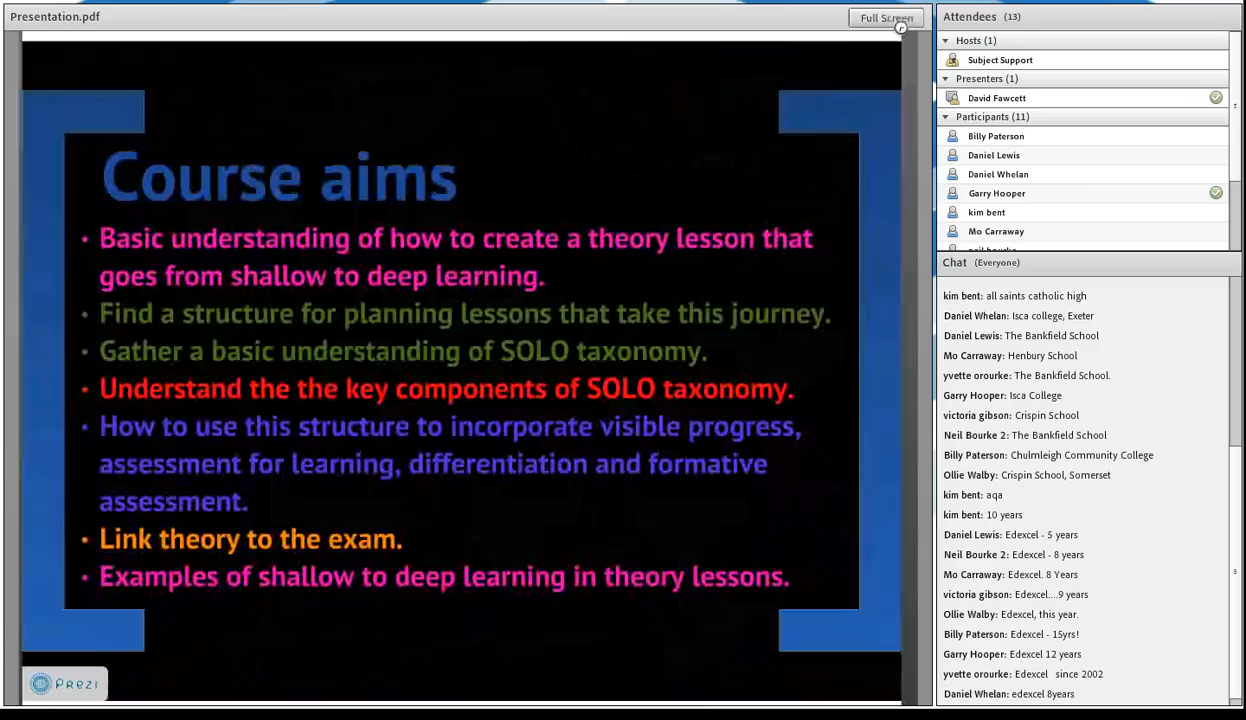 Presentation.pdf
Full Screen
Course aims
• Basic understanding of how to create a theory lesson that
goes from shallow to deep learning.
• Find a structure for planning lessons that take this journey.
• Gather a basic understanding of SOLO taxonomy.
• Understand the the key components of SOLO taxonomy.
• How to use this structure to incorporate visible progress,
assessment for learning, differentiation and formative
assessment.
• Link theory to the exam.
• Examples of shallow to deep learning in theory lessons.
Prezi
Attendees (13)
Hosts (1)
Subject Support
Presenters (1)
David Fawcett
Participants (11)
Billy Paterson
Daniel Lewis
Daniel Whelan
Garry Hooper
kim bent
Mo Carraway
Chat (Everyone)
kim bent: all saints catholic high
Daniel Whelan: Isca college, Exeter
Daniel Lewis: The Bankfield School
Mo Carraway: Henbury School
yvette orourke: The Bankfield School.
Garry Hooper: Isca College
victoria gibson: Crispin School
Neil Bourke 2: The Bankfield School
Billy Paterson: Chulmleigh Community College
Ollie Walby: Crispin School, Somerset
kim bent: aqa
kim bent: 10 years
Daniel Lewis: Edexcel - 5 years
Neil Bourke 2: Edexcel - 8 years
Mo Carraway: Edexcel. 8 Years
victoria gibson: Edexcel....9 years
Ollie Walby: Edexcel, this year.
Billy Paterson: Edexcel - 15yrs!
Garry Hooper: Edexcel 12 years
yvette orourke: Edexcel since 2002
Daniel Whelan: edexcel 8years